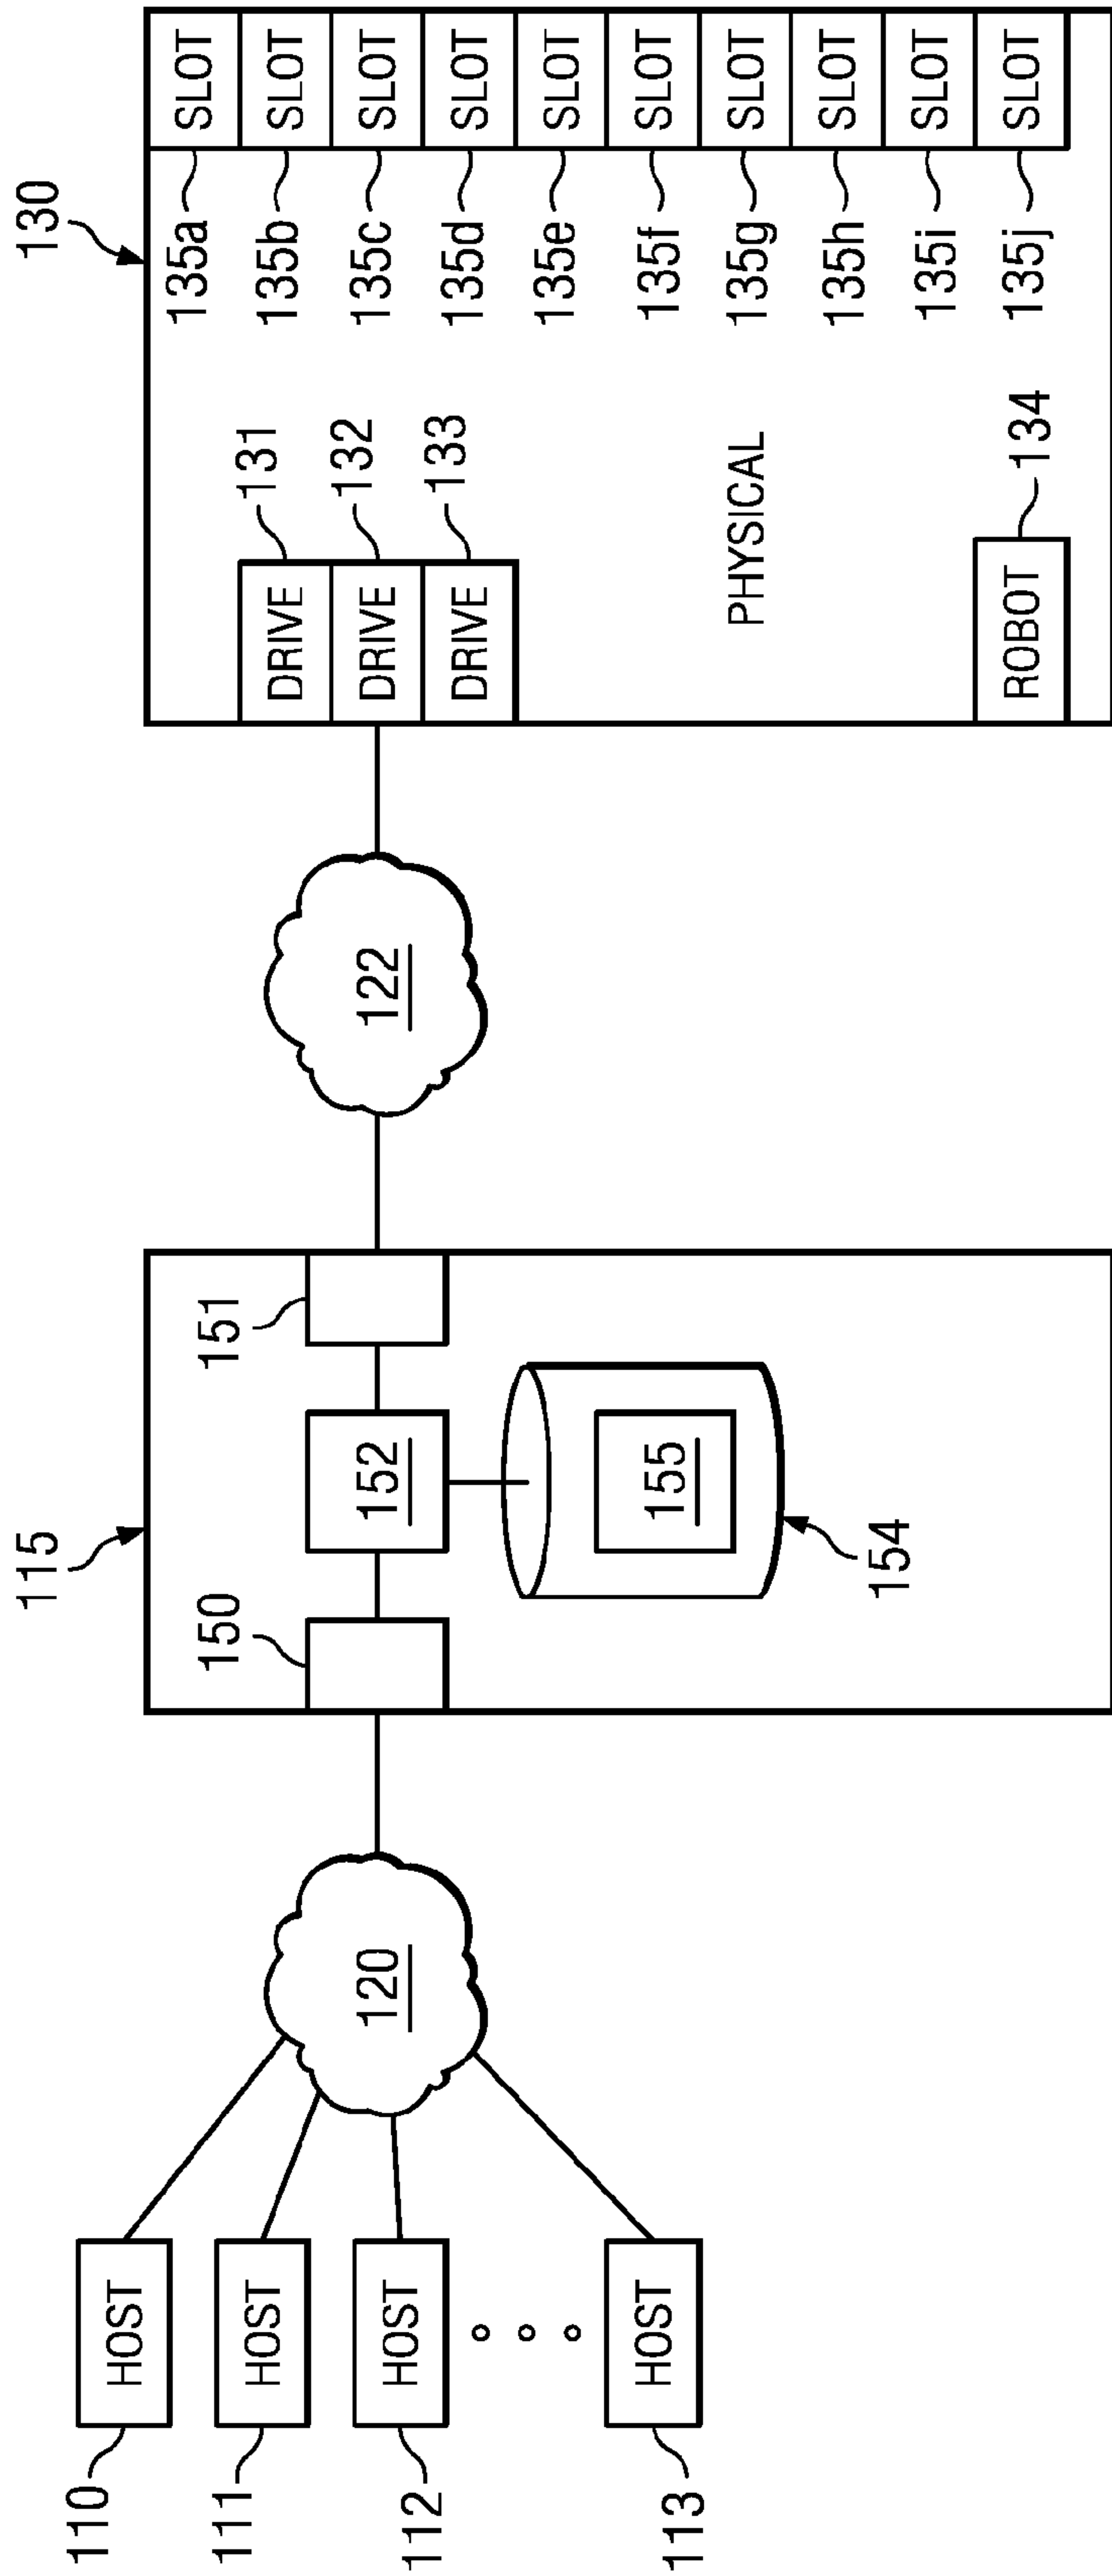 110
HOST
111
HOST
112
HOST
113
HOST
120
115
150
152
151
155
154
122
130
DRIVE
131
DRIVE
132
DRIVE
133
PHYSICAL
ROBOT
134
135a
SLOT
135b
SLOT
135c
SLOT
135d
SLOT
135e
SLOT
135f
SLOT
135g
SLOT
135h
SLOT
135i
SLOT
135j
SLOT